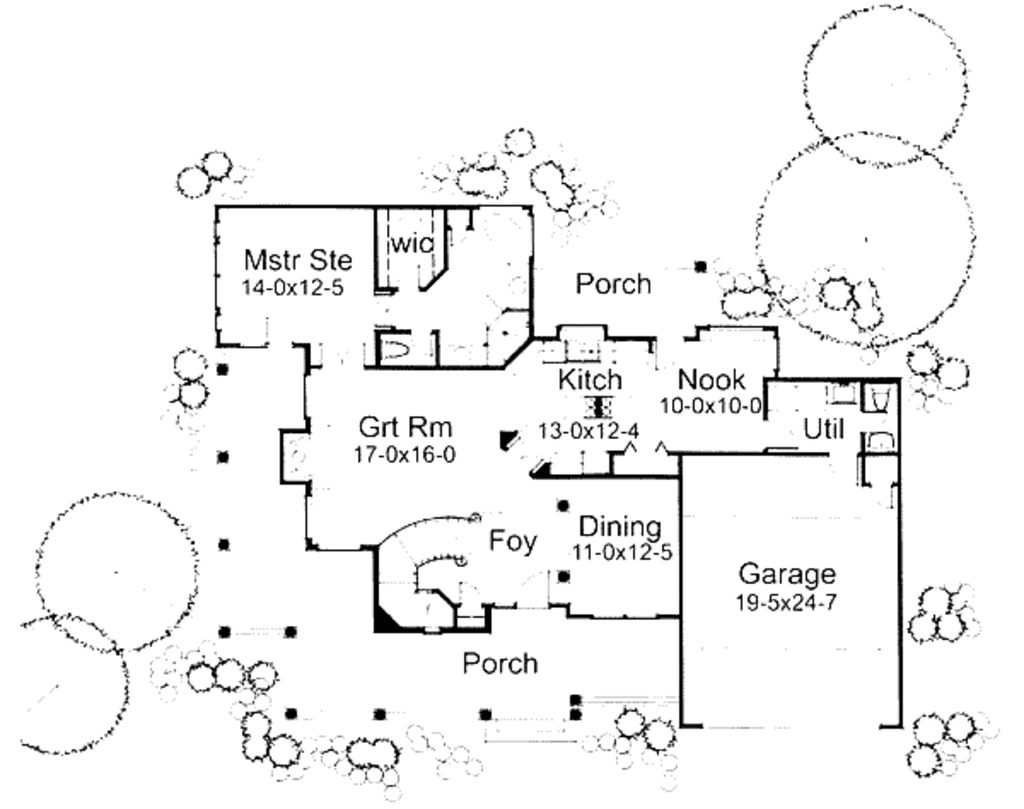 wic
Mstr Ste
14-0x12-5
Porch
Kitch
13-0x12-4
Nook
10-0x10-0
Grt Rm
17-0x16-0
Util
Foy
Dining
11-0x12-5
Garage
19-5x24-7
Porch